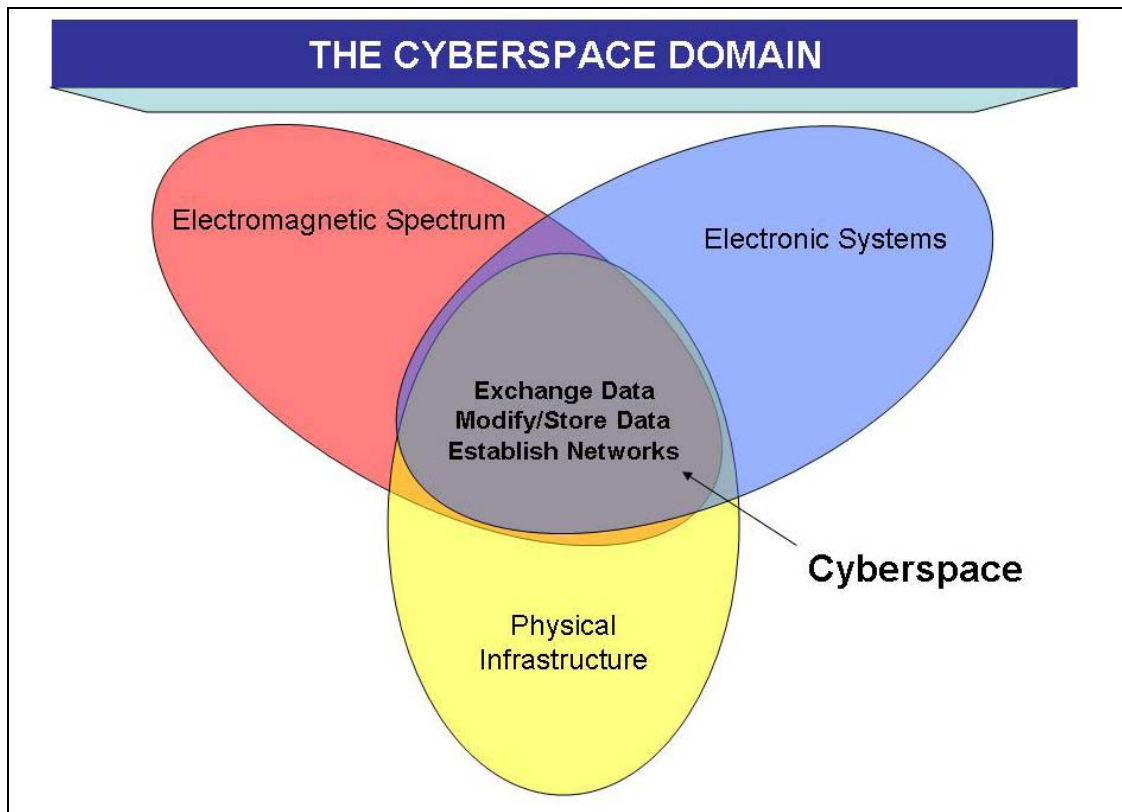 THE CYBERSPACE DOMAIN
Electromagnetic Spectrum
Electronic Systems
Exchange Data
Modify/Store Data
Establish Networks
Cyberspace
Physical
Infrastructure